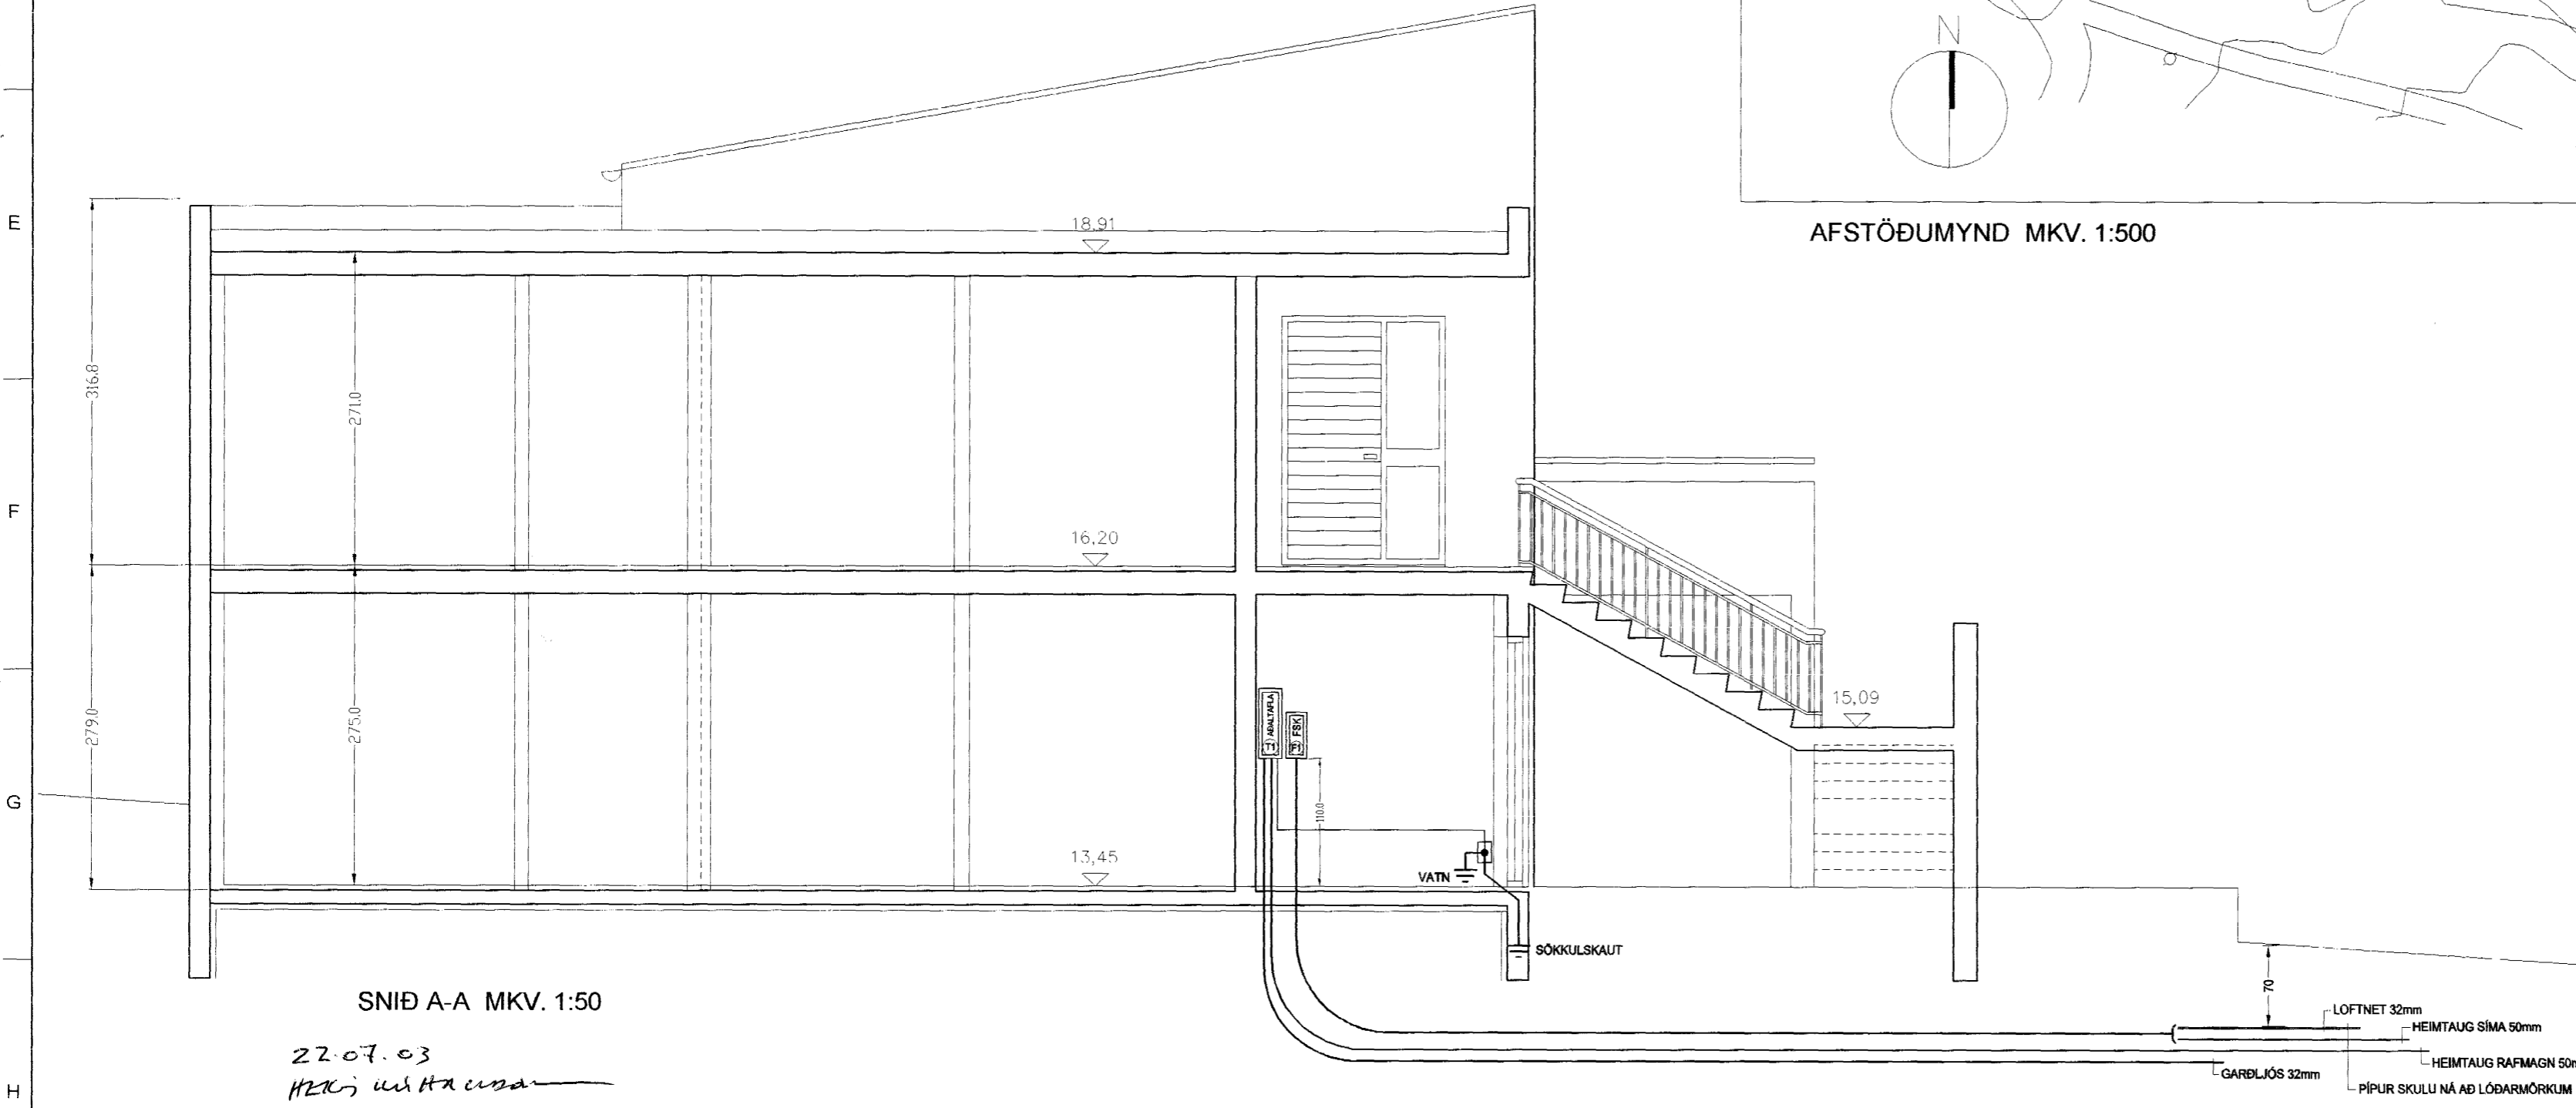 N
E
18,91
AFSTÖÐUMYND MKV. 1:500
316.8
271.0
F
16,20
279.0
275.0
15,09
T1 AÐALTAFLA
F1 FSK
G
110.0
13,45
VATN
SÖKKULSKAUT
70
SNIÐ A-A MKV. 1:50
LOFTNET 32mm
HEIMTAUG SÍMA 50mm
22.07.03
HEIMTAUG RAFMAGN 50m
GARÐLJÓS 32mm
H
PÍPUR SKULU NÁ AÐ LÓÐARMÖRKUM